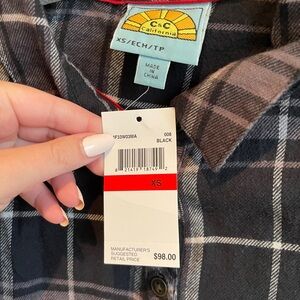 C&C
California
XS/ECH/TP
MADE
IN
CHINA
008
BLACK
XS
MANUFACTURER'S
SUGGESTED
RETAIL PRICE
$98.00